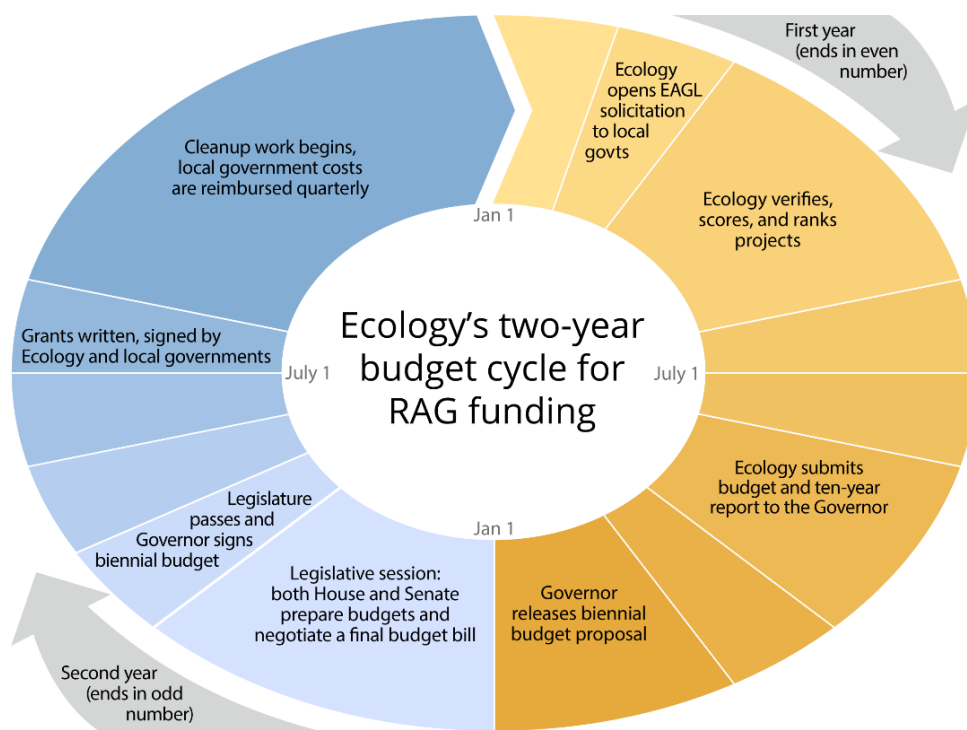 First year
(ends in even
number)
Ecology
opens EAGL
solicitation
to local
govts
Cleanup work begins,
local government costs
are reimbursed quarterly
Ecology verifies,
scores, and ranks
projects
Jan 1
Ecology's two-year
budget cycle for
RAG funding
Grants written, signed by
Ecology and local governments
July 1
July 1
Ecology submits
budget and ten-year
report to the Governor
Legislature
passes and
Governor signs
biennial budget
Jan 1
Legislative session:
both House and Senate
prepare budgets and
negotiate a final budget bill
Governor
releases biennial
budget proposal
Second year
(ends in odd
number)